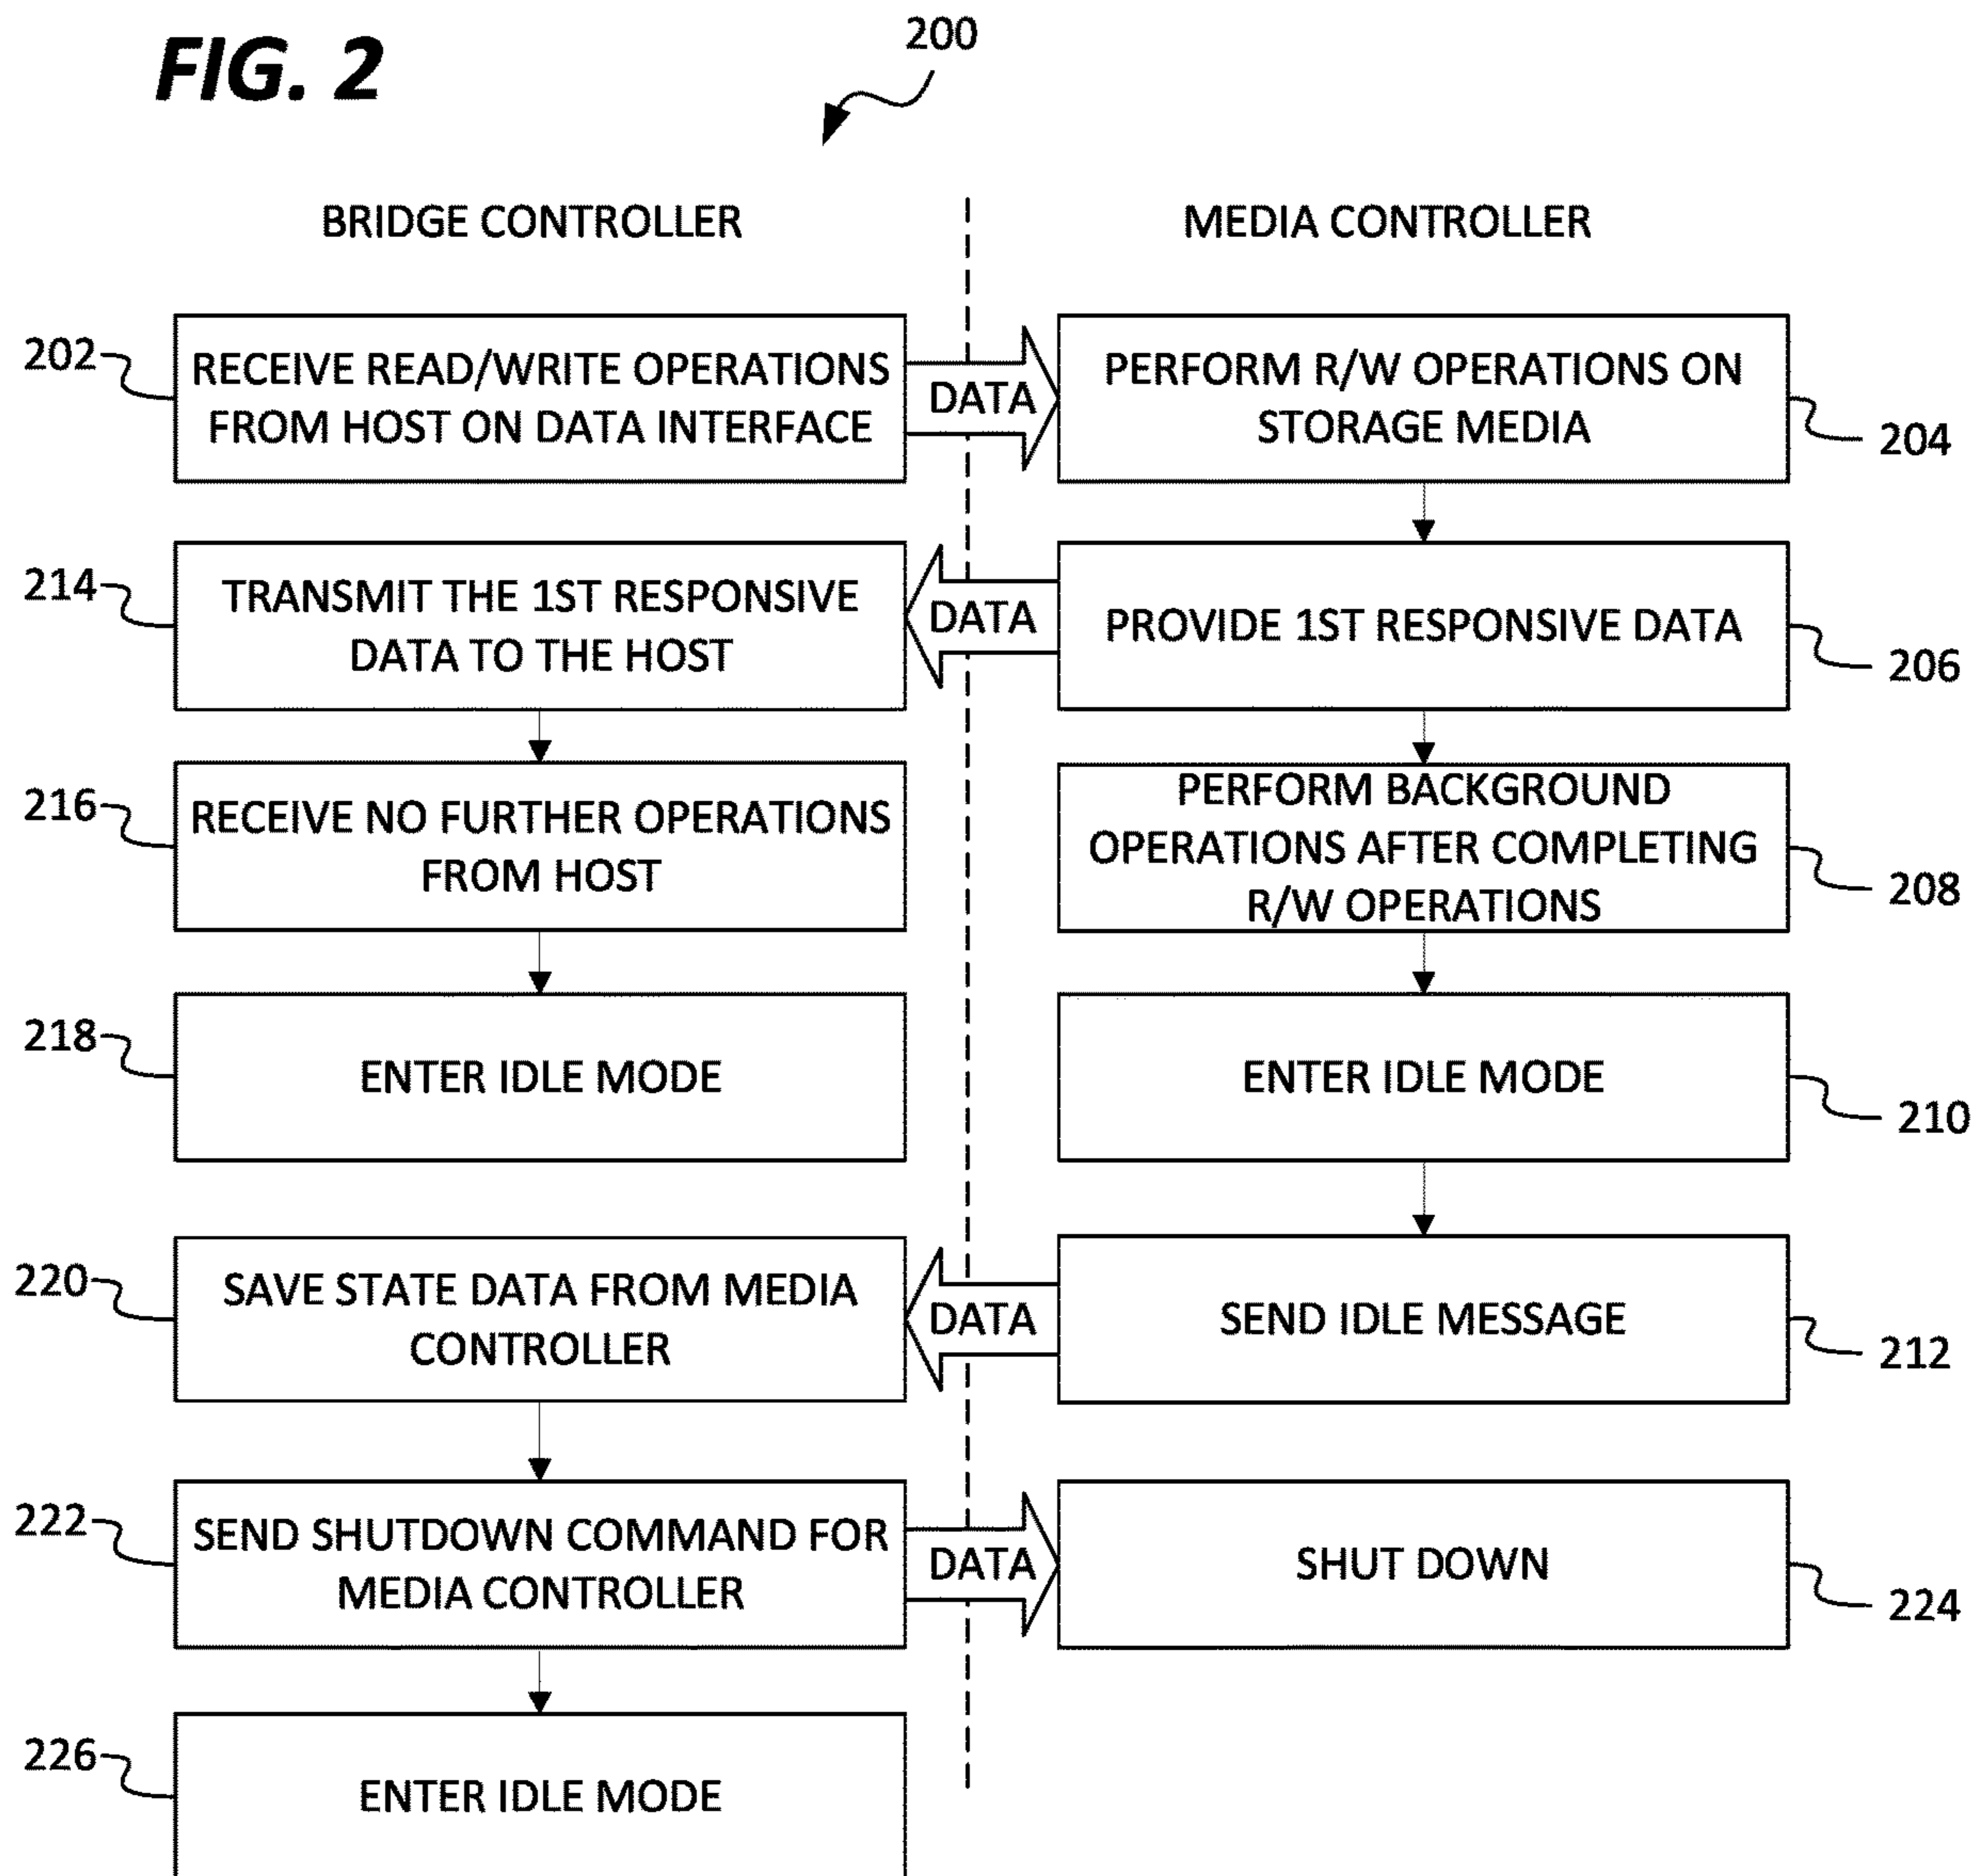 FIG. 2
200
BRIDGE CONTROLLER
MEDIA CONTROLLER
202
RECEIVE READ/WRITE OPERATIONS
FROM HOST ON DATA INTERFACE
DATA
PERFORM R/W OPERATIONS ON
STORAGE MEDIA
204
214
TRANSMIT THE 1ST RESPONSIVE
DATA TO THE HOST
DATA
PROVIDE 1ST RESPONSIVE DATA
206
216
RECEIVE NO FURTHER OPERATIONS
FROM HOST
PERFORM BACKGROUND
OPERATIONS AFTER COMPLETING
R/W OPERATIONS
208
218
ENTER IDLE MODE
ENTER IDLE MODE
210
220
SAVE STATE DATA FROM MEDIA
CONTROLLER
DATA
SEND IDLE MESSAGE
212
222
SEND SHUTDOWN COMMAND FOR
MEDIA CONTROLLER
DATA
SHUT DOWN
224
226
ENTER IDLE MODE